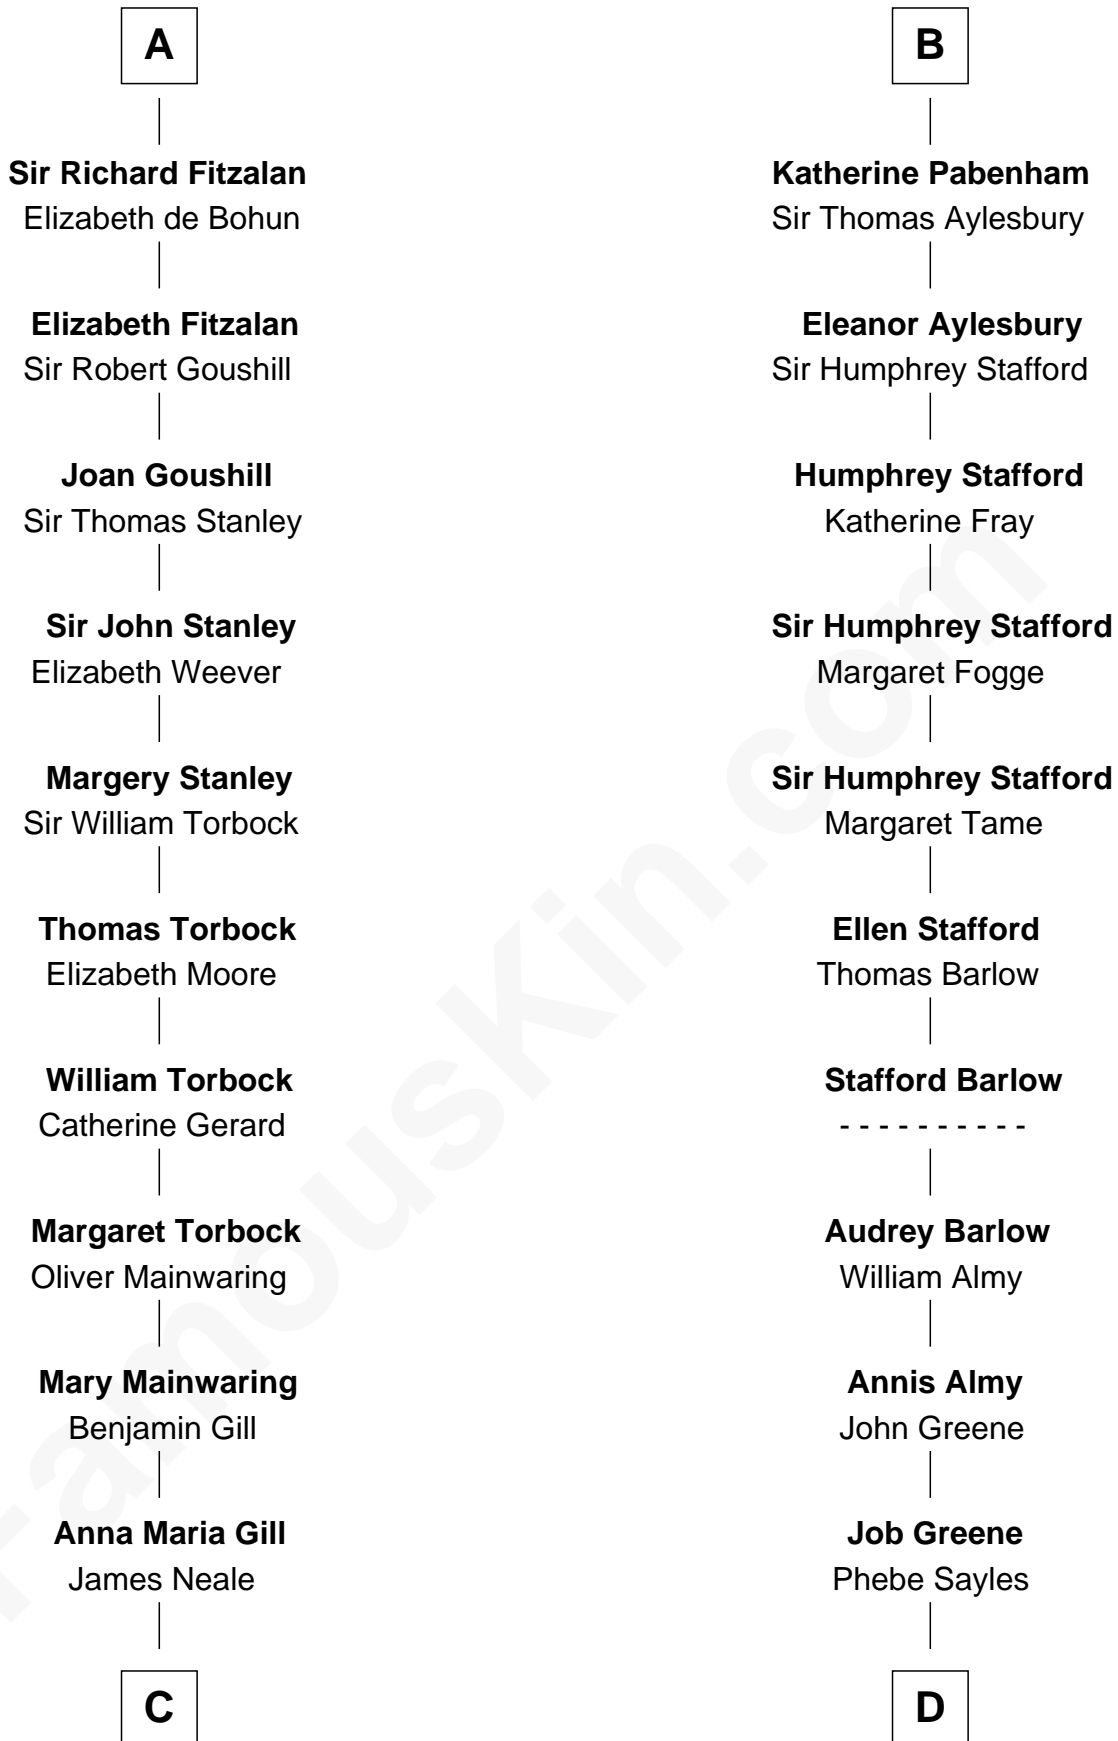 A
B
Sir Richard Fitzalan
Elizabeth de Bohun
Katherine Pabenham
Sir Thomas Aylesbury
Elizabeth Fitzalan
Sir Robert Goushill
Eleanor Aylesbury
Sir Humphrey Stafford
Joan Goushill
Sir Thomas Stanley
Humphrey Stafford
Katherine Fray
Sir John Stanley
Elizabeth Weever
Sir Humphrey Stafford
Margaret Fogge
Margery Stanley
Sir William Torbock
Sir Humphrey Stafford
Margaret Tame
Thomas Torbock
Elizabeth Moore
Ellen Stafford
Thomas Barlow
William Torbock
Catherine Gerard
Stafford Barlow
- - - - - - - - - -
Margaret Torbock
Oliver Mainwaring
Audrey Barlow
William Almy
Mary Mainwaring
Benjamin Gill
Annis Almy
John Greene
Anna Maria Gill
James Neale
Job Greene
Phebe Sayles
C
D
FamousKin.com